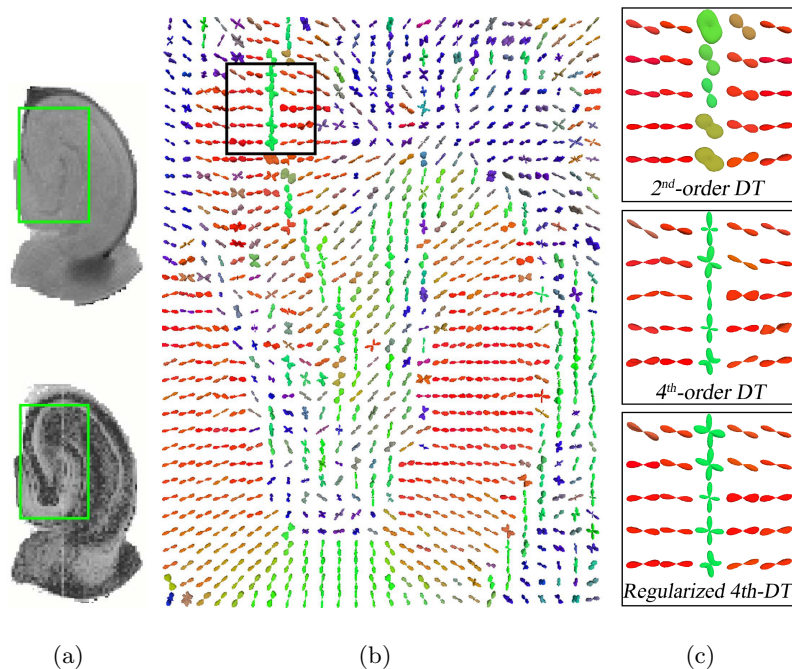 2nd-order DT
4th-order DT
Regularized 4th-DT
(a)
(b)
(c)